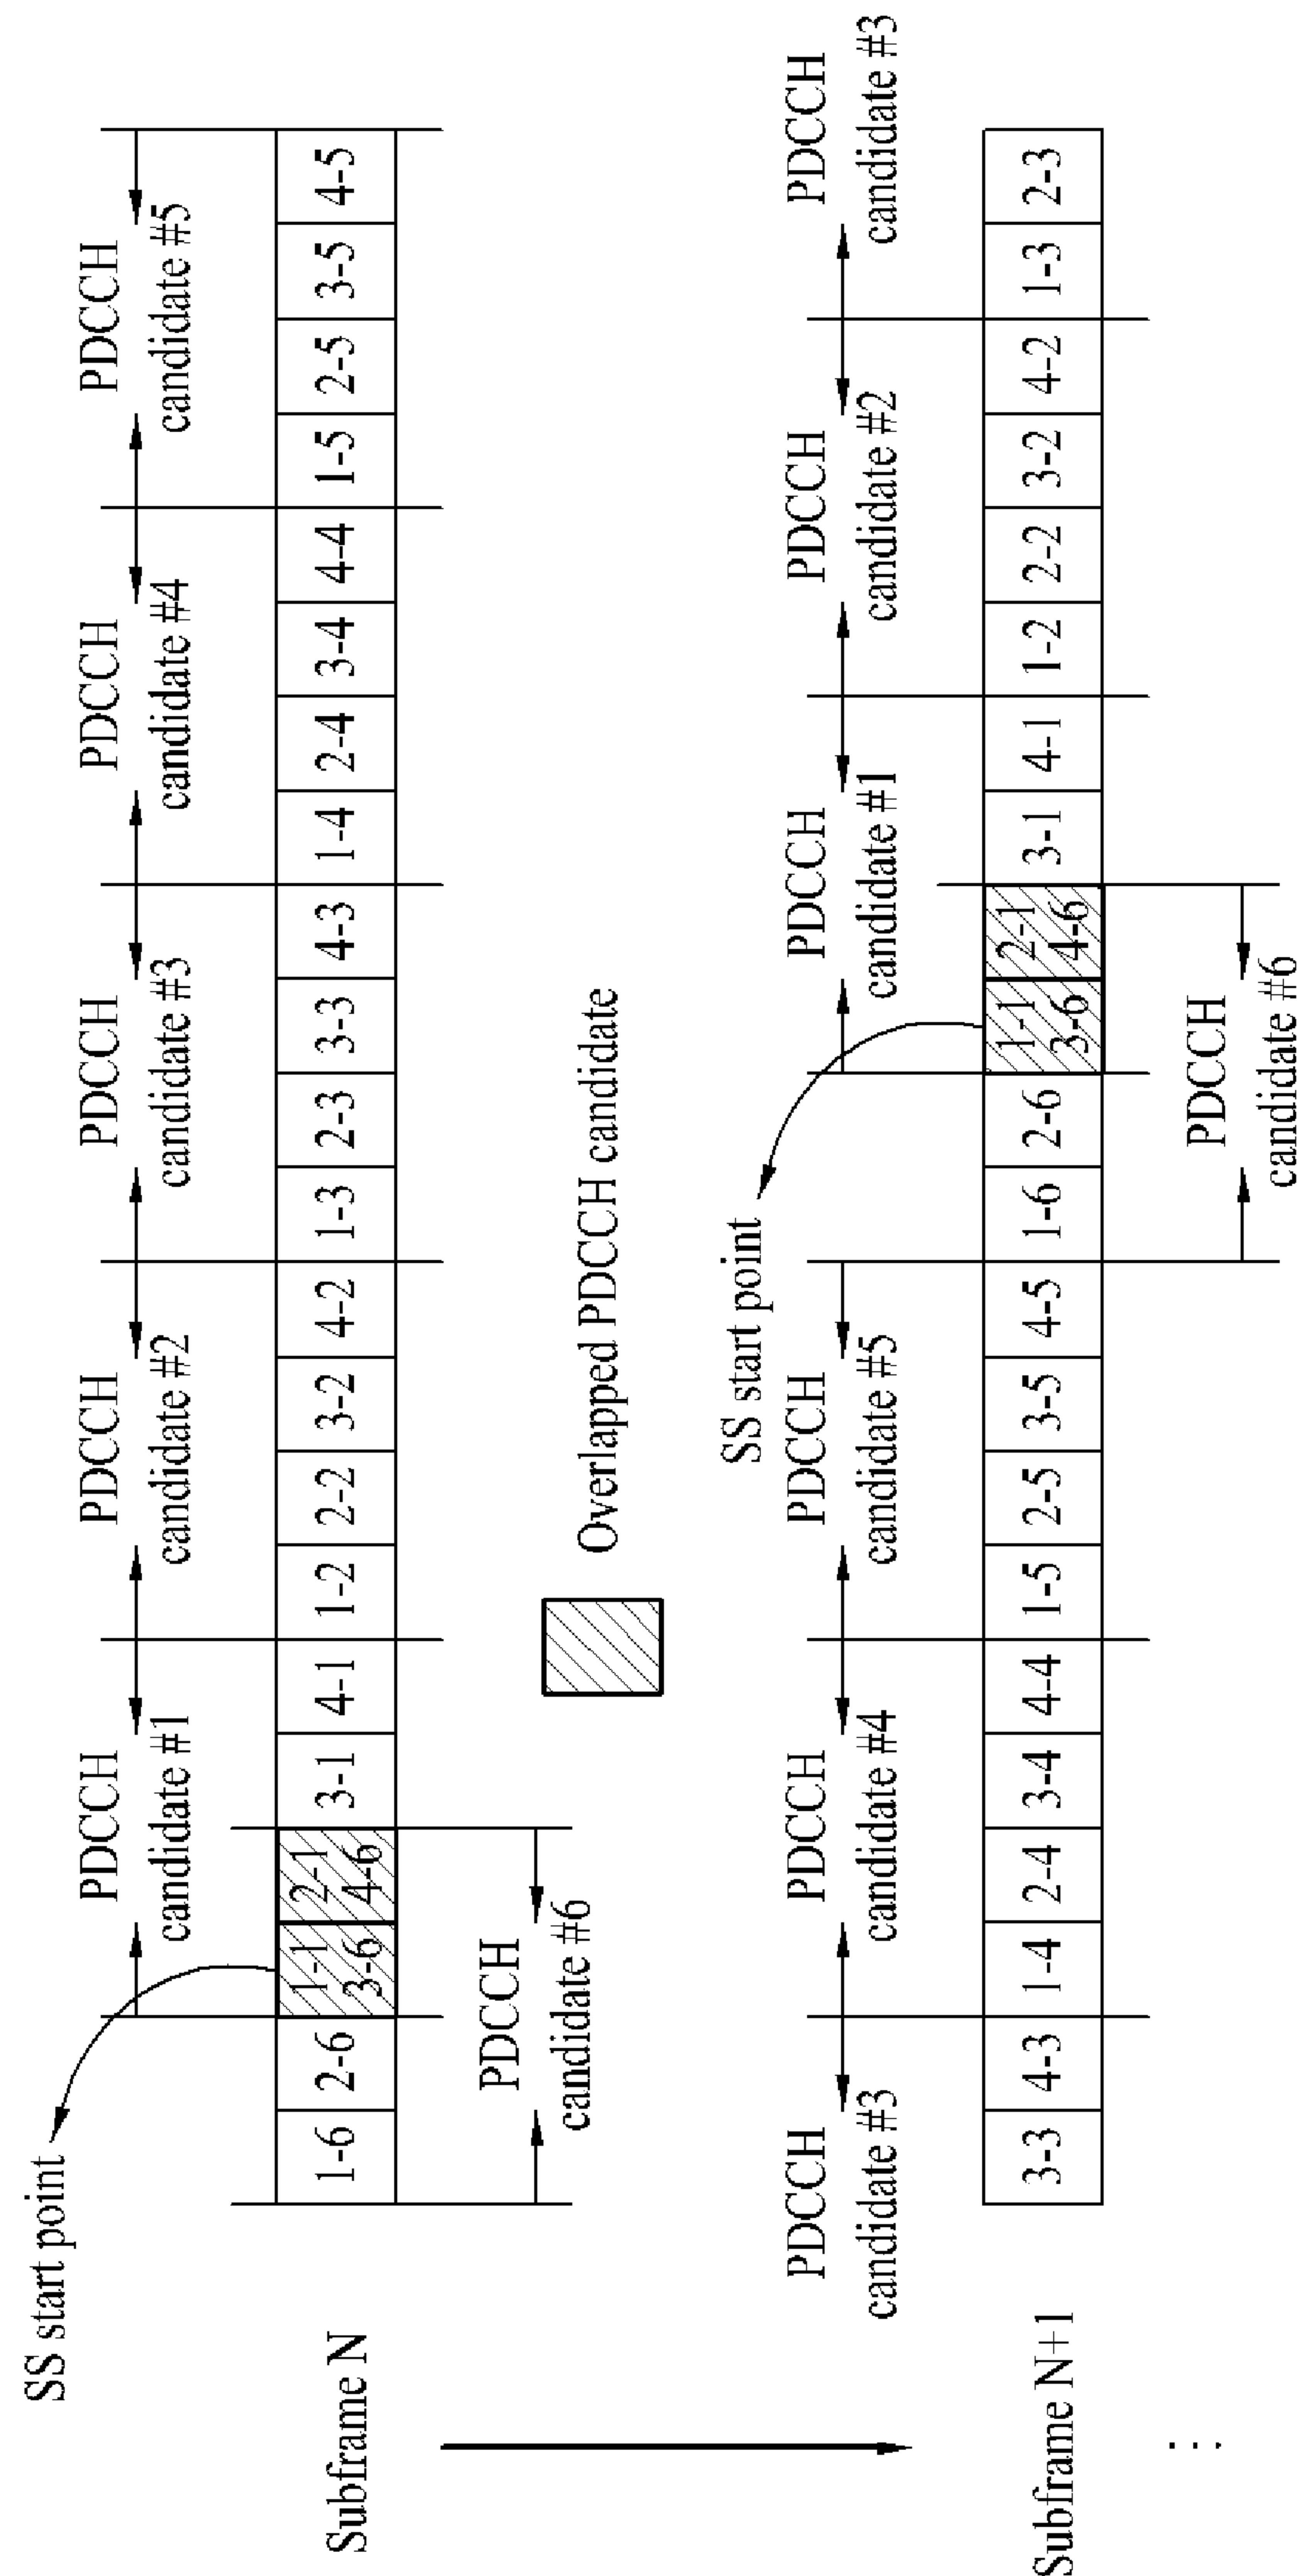 SS start point
PDCCH candidate #1
PDCCH candidate #2
PDCCH candidate #3
PDCCH candidate #4
PDCCH candidate #5
Subframe N
1-6 2-6 1-1 2-1 3-1 4-1 1-2 2-2 3-2 4-2 1-3 2-3 3-3 4-3 1-4 2-4 3-4 4-4 1-5 2-5 3-5 4-5
3-6 4-6
PDCCH
candidate #6
Overlapped PDCCH candidate
SS start point
PDCCH candidate #3
PDCCH candidate #4
PDCCH candidate #5
PDCCH candidate #1
PDCCH candidate #2
PDCCH candidate #3
Subframe N+1
3-3 4-3 1-4 2-4 3-4 4-4 1-5 2-5 3-5 4-5 1-6 2-6 1-1 2-1 3-1 4-1 1-2 2-2 3-2 4-2 1-3 2-3
3-6 4-6
PDCCH
candidate #6
⋮